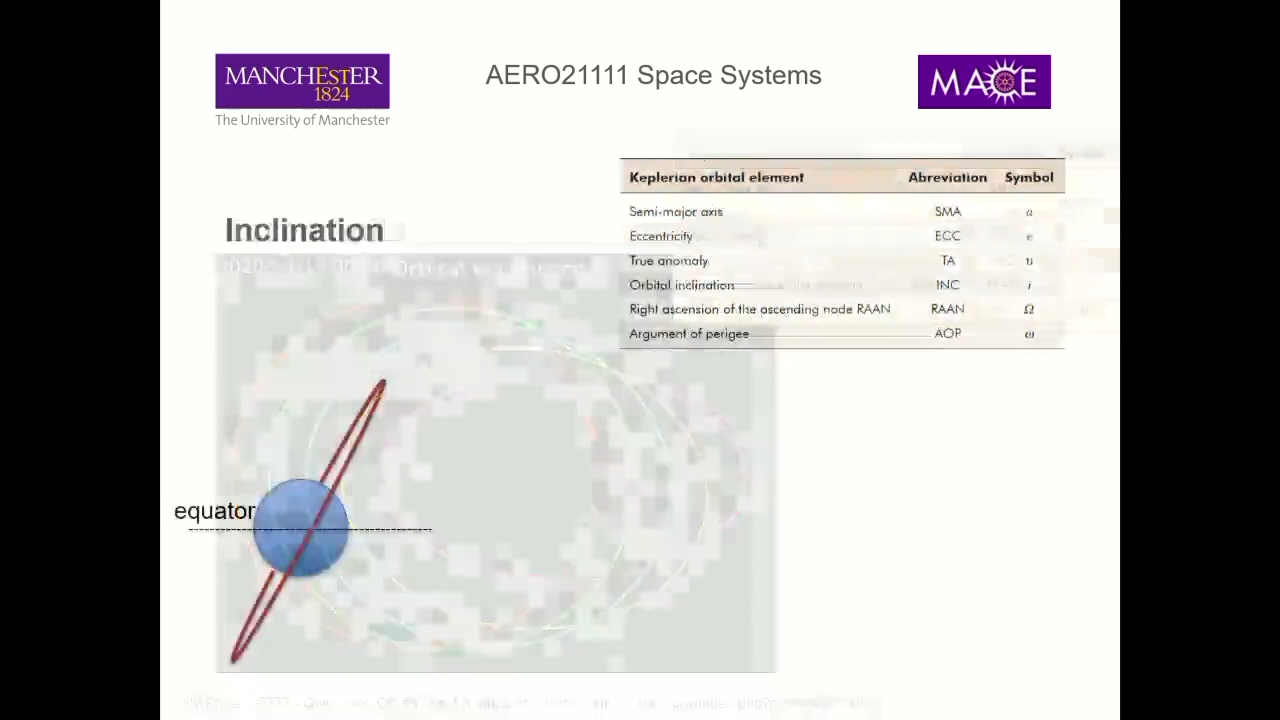 MANCHEstER
1824
The University of Manchester
AERO21111 Space Systems
MACE
Keplerian orbital element Abreviation Symbol
Semi-major axis SMA a
Eccentricity ECC e
True anomaly TA υ
Orbital inclination INC i
Right ascension of the ascending node RAAN RAAN Ω
Argument of perigee AOP ω
Inclination
equator